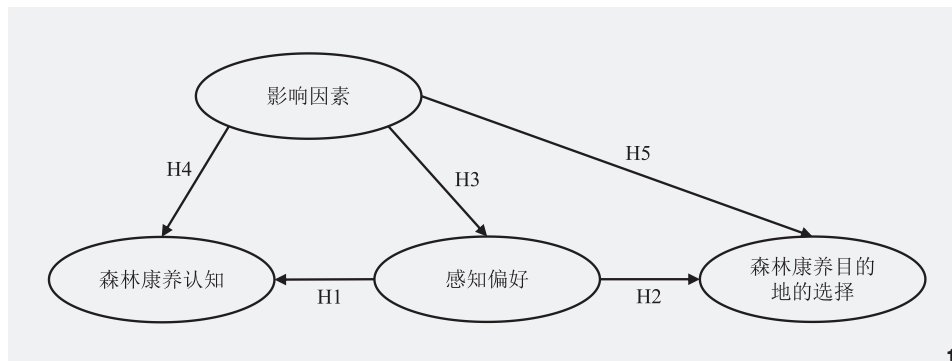 影响因素
H4
H3
H5
森林康养认知
H1
感知偏好
H2
森林康养目的
地的选择